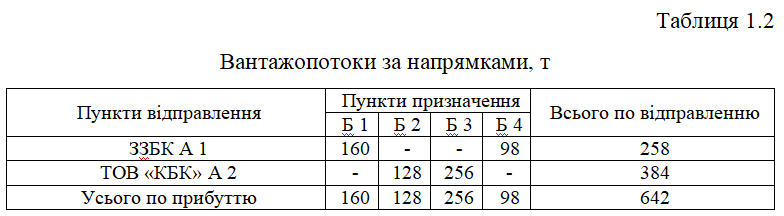 Таблиця 1.2
Вантажопотоки за напрямками, т
Пункти відправлення Пункти призначення Всього по відправленню
Б 1 Б 2 Б 3 Б 4
ЗЗБК А 1 160 - - 98 258
ТОВ «КБК» А 2 - 128 256 - 384
Усього по прибуттю 160 128 256 98 642